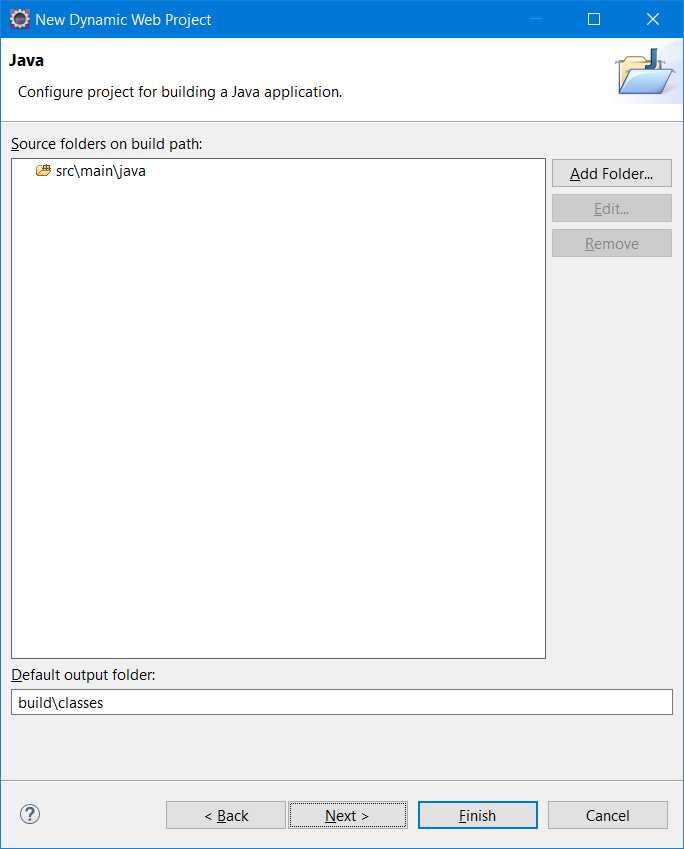 New Dynamic Web Project
Java
Configure project for building a Java application.
Source folders on build path:
src\main\java
Add Folder...
Edit...
Remove
Default output folder:
build\classes
?
< Back
Next >
Finish
Cancel